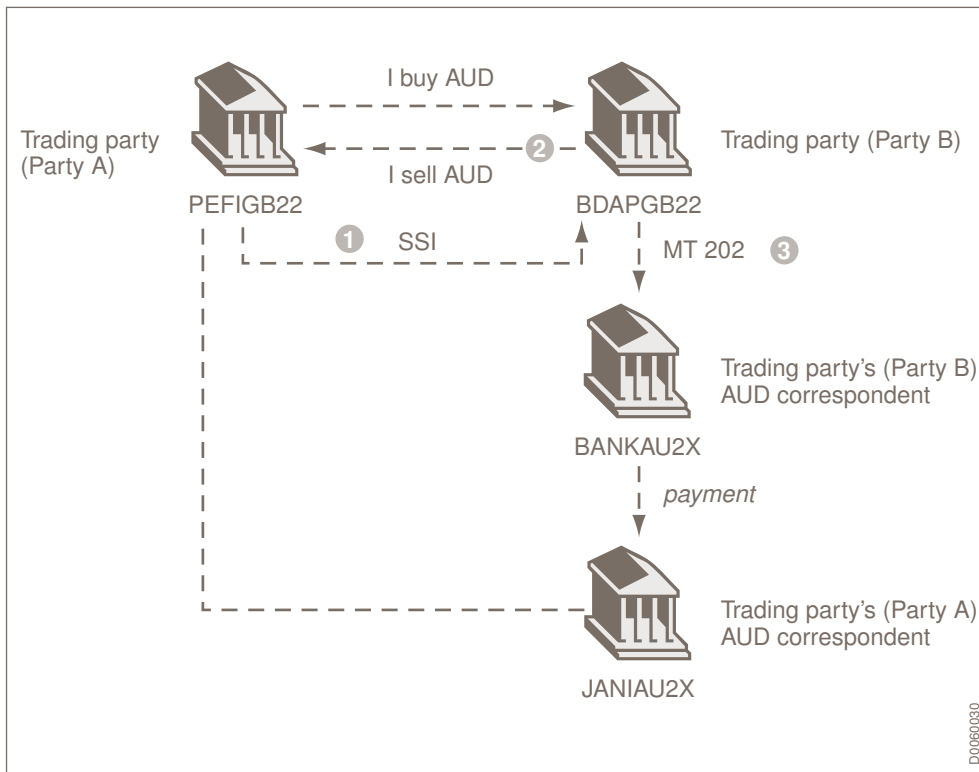 I buy AUD
Trading party
(Party A)
2
Trading party (Party B)
I sell AUD
PEFIGB22
BDAPGB22
1
SSI
MT 202
3
Trading party's (Party B)
AUD correspondent
BANKAU2X
payment
Trading party's (Party A)
AUD correspondent
JANIAU2X
D0060030